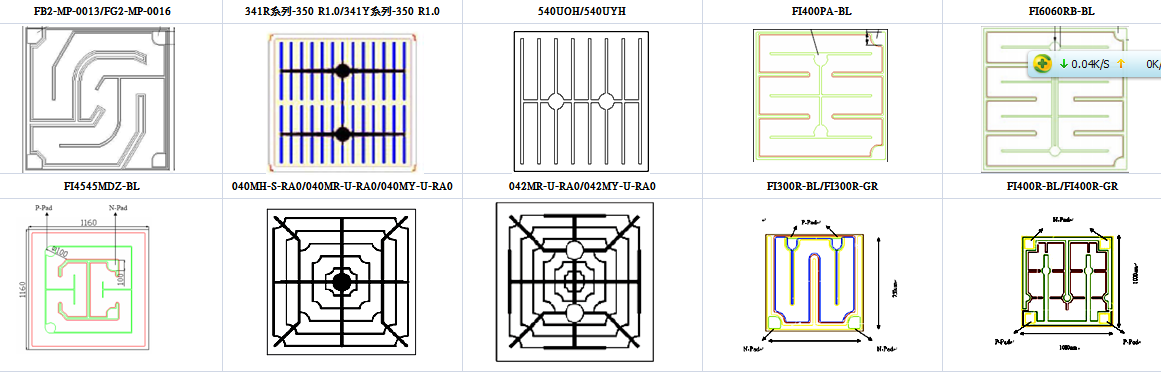 FB2-MP-0013/FG2-MP-0016
341R系列-350 R1.0/341Y系列-350 R1.0
540UOH/540UYH
FI400PA-BL
FI6060RB-BL
0.04K/S
0K/
FI4545MDZ-BL
040MH-S-RA0/040MR-U-RA0/040MY-U-RA0
042MR-U-RA0/042MY-U-RA0
FI300R-BL/FI300R-GR
FI400R-BL/FI400R-GR
P-Pad
N-Pad
1160
1160
100
P-Pad
N-Pad
N-Pad
N-Pad
P-Pad
P-Pad